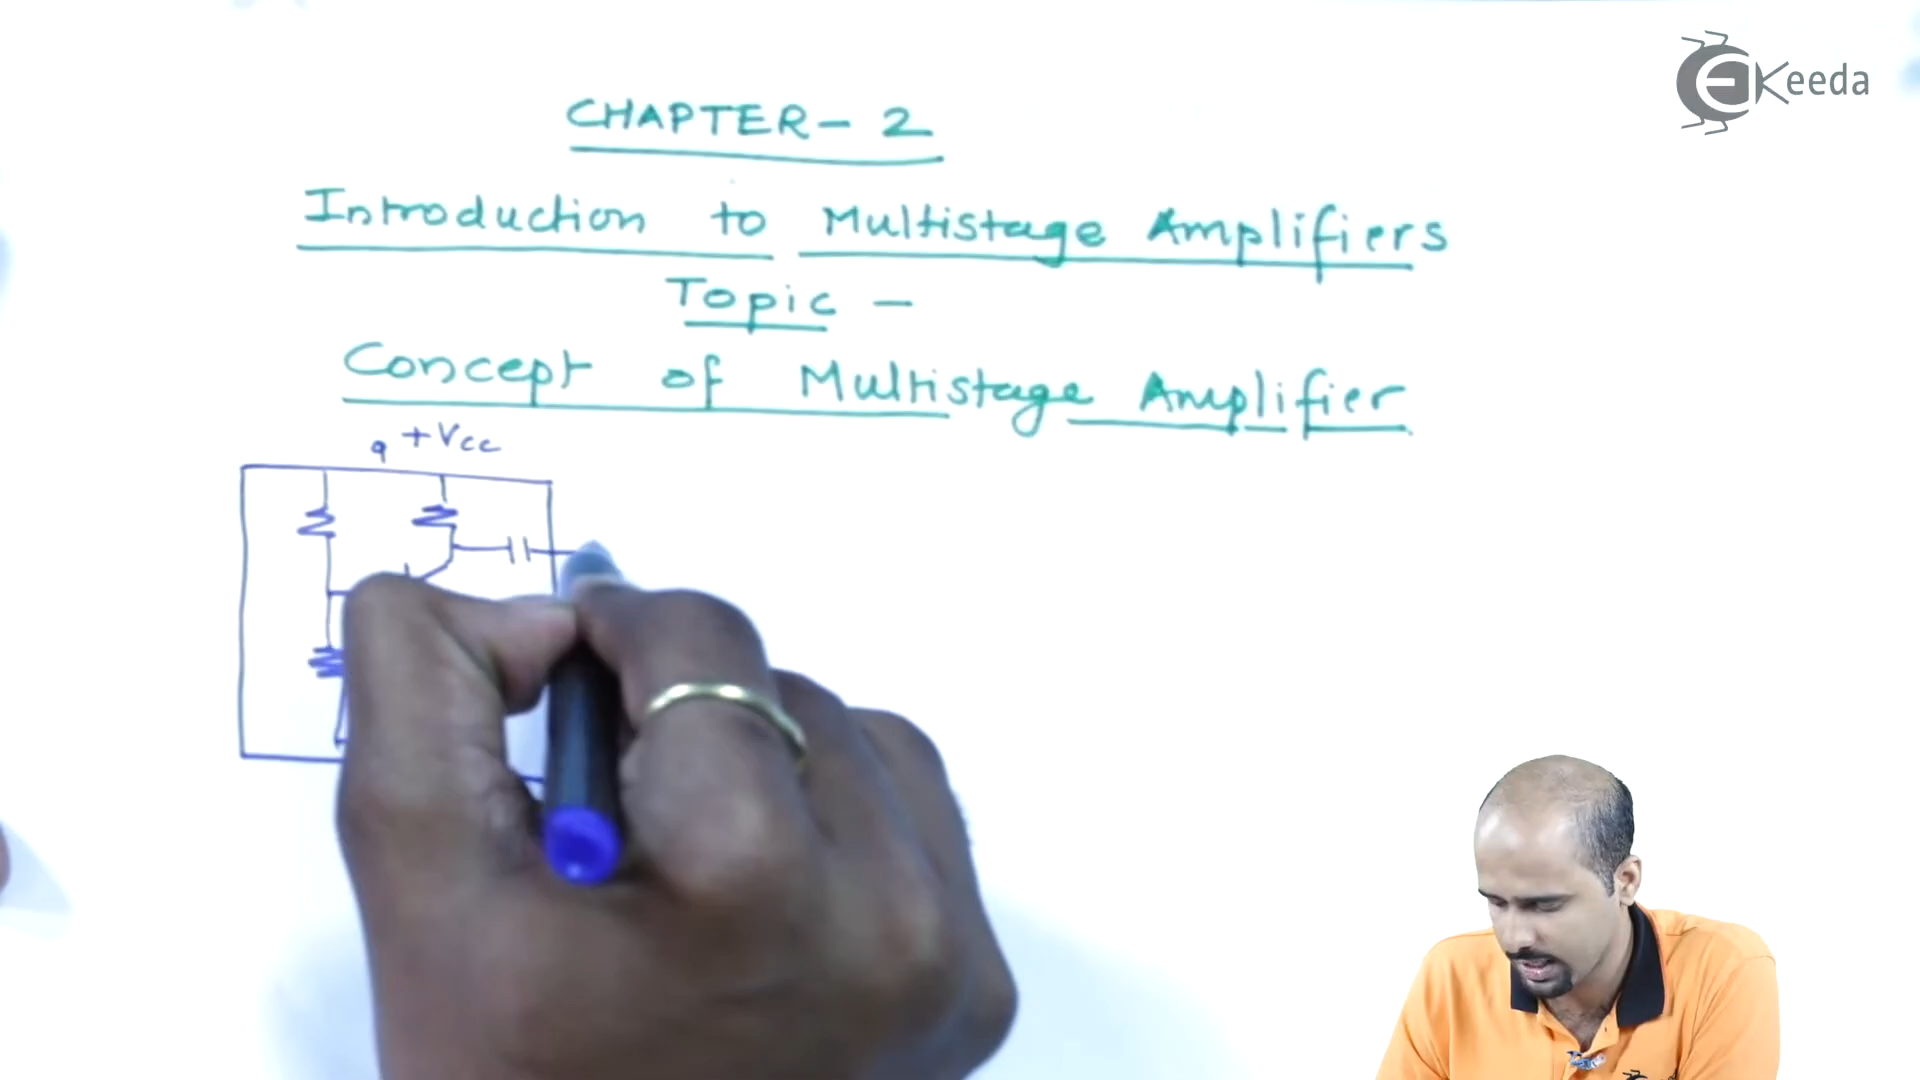 Keeda
CHAPTER - 2
Introduction to Multistage Amplifiers
Topic -
Concept of Multistage Amplifier
+Vcc